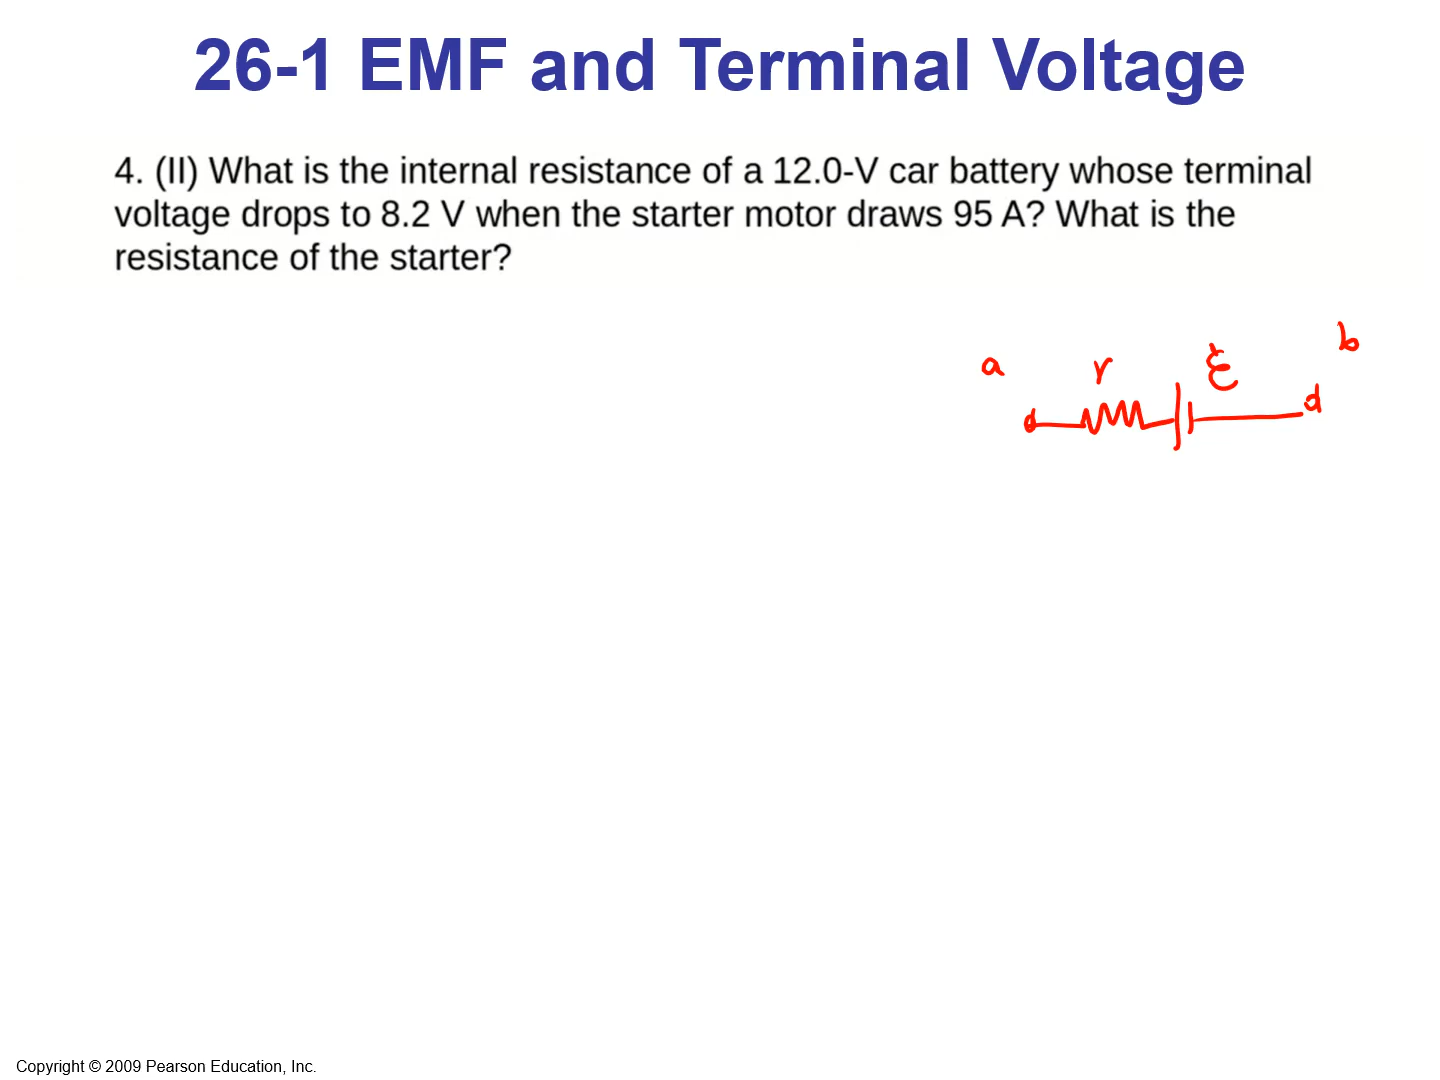 26-1 EMF and Terminal Voltage
4. (II) What is the internal resistance of a 12.0-V car battery whose terminal
voltage drops to 8.2 V when the starter motor draws 95 A? What is the
resistance of the starter?
a r ℰ b
Copyright © 2009 Pearson Education, Inc.